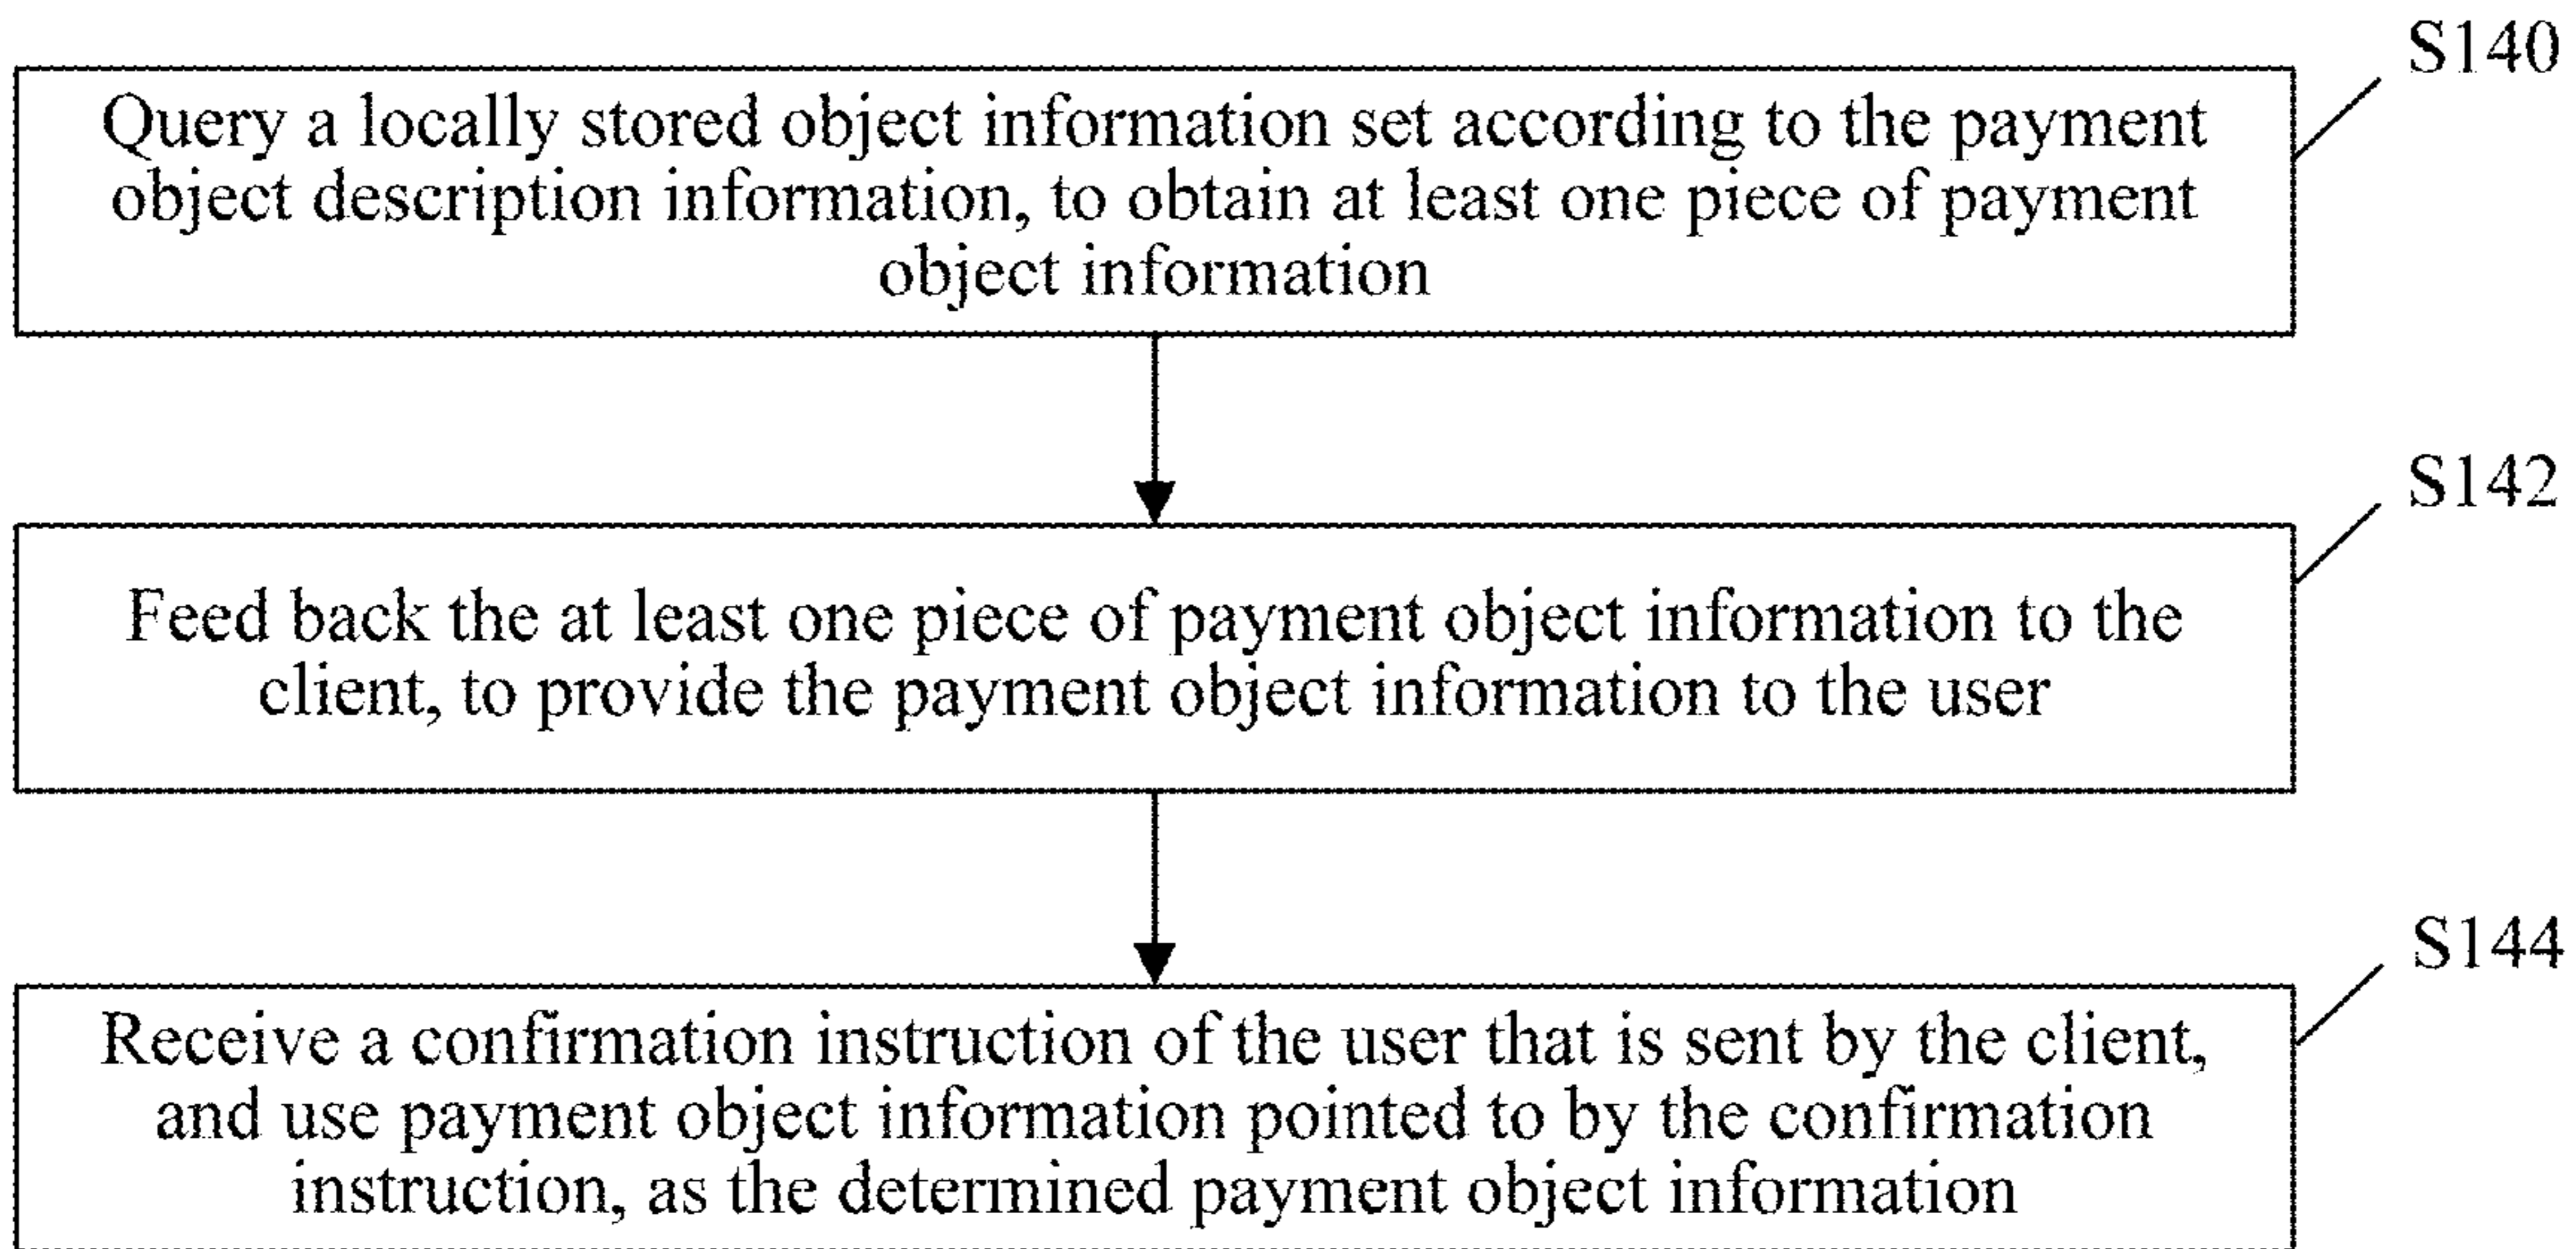 S140
Query a locally stored object information set according to the payment
object description information, to obtain at least one piece of payment
object information
S142
Feed back the at least one piece of payment object information to the
client, to provide the payment object information to the user
S144
Receive a confirmation instruction of the user that is sent by the client,
and use payment object information pointed to by the confirmation
instruction, as the determined payment object information